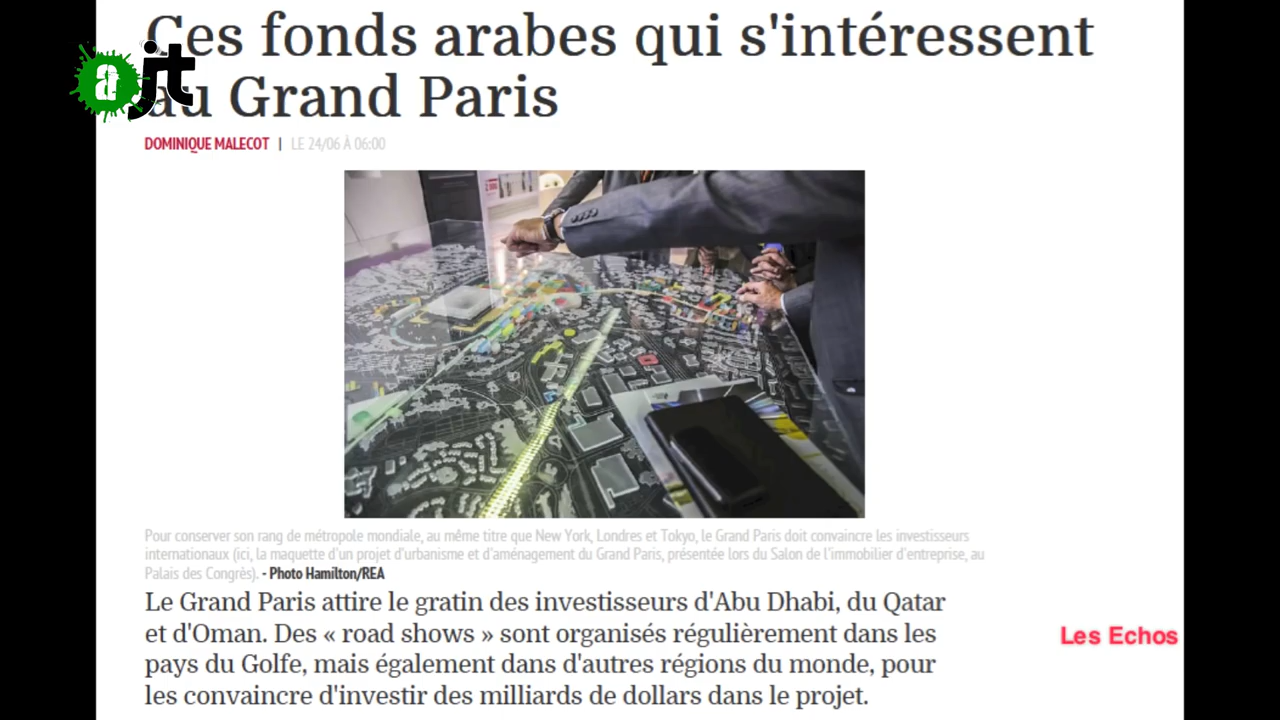 Ces fonds arabes qui s'intéressent
au Grand Paris
a.jt
DOMINIQUE MALECOT | LE 24/06 À 06:00
Pour conserver son rang de métropole mondiale, au même titre que New York, Londres et Tokyo, le Grand Paris doit convaincre les investisseurs
internationaux (ici, la maquette d'un projet d'urbanisme et d'aménagement du Grand Paris, présentée lors du Salon de l'immobilier d'entreprise, au
Palais des Congrès). - Photo Hamilton/REA
Le Grand Paris attire le gratin des investisseurs d'Abu Dhabi, du Qatar
et d'Oman. Des « road shows » sont organisés régulièrement dans les
pays du Golfe, mais également dans d'autres régions du monde, pour
les convaincre d'investir des milliards de dollars dans le projet.
Les Echos